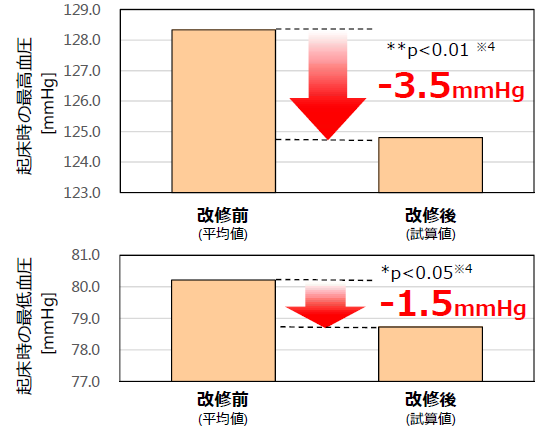 起床時の最高血圧
[mmHg]
129.0
128.0
127.0
126.0
125.0
124.0
123.0
**p<0.01 ※4
-3.5mmHg
改修前
(平均値)
改修後
(試算値)
起床時の最低血圧
[mmHg]
81.0
80.0
79.0
78.0
77.0
*p<0.05※4
-1.5mmHg
改修前
(平均値)
改修後
(試算値)